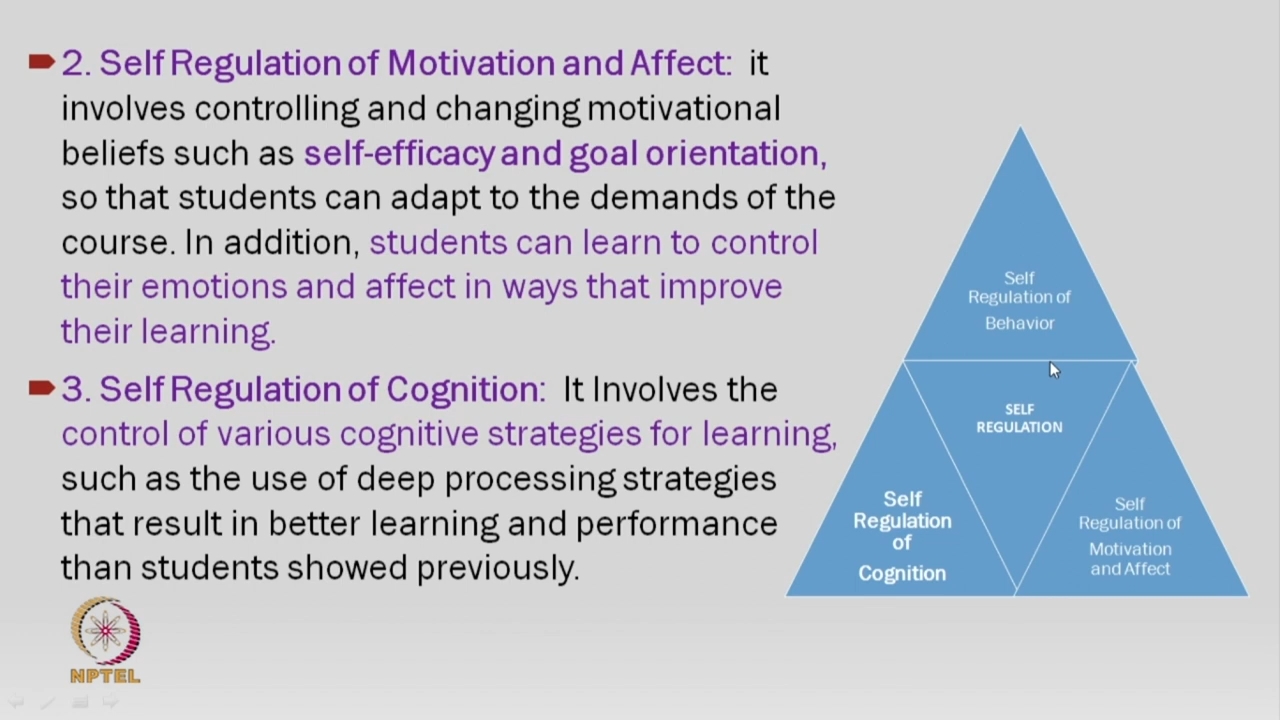 2. Self Regulation of Motivation and Affect: it
involves controlling and changing motivational
beliefs such as self-efficacy and goal orientation,
so that students can adapt to the demands of the
course. In addition, students can learn to control
their emotions and affect in ways that improve
their learning.
3. Self Regulation of Cognition: It Involves the
control of various cognitive strategies for learning,
such as the use of deep processing strategies
that result in better learning and performance
than students showed previously.
Self
Regulation of
Behavior
SELF
REGULATION
Self
Regulation
of
Cognition
Self
Regulation of
Motivation
and Affect
NPTEL